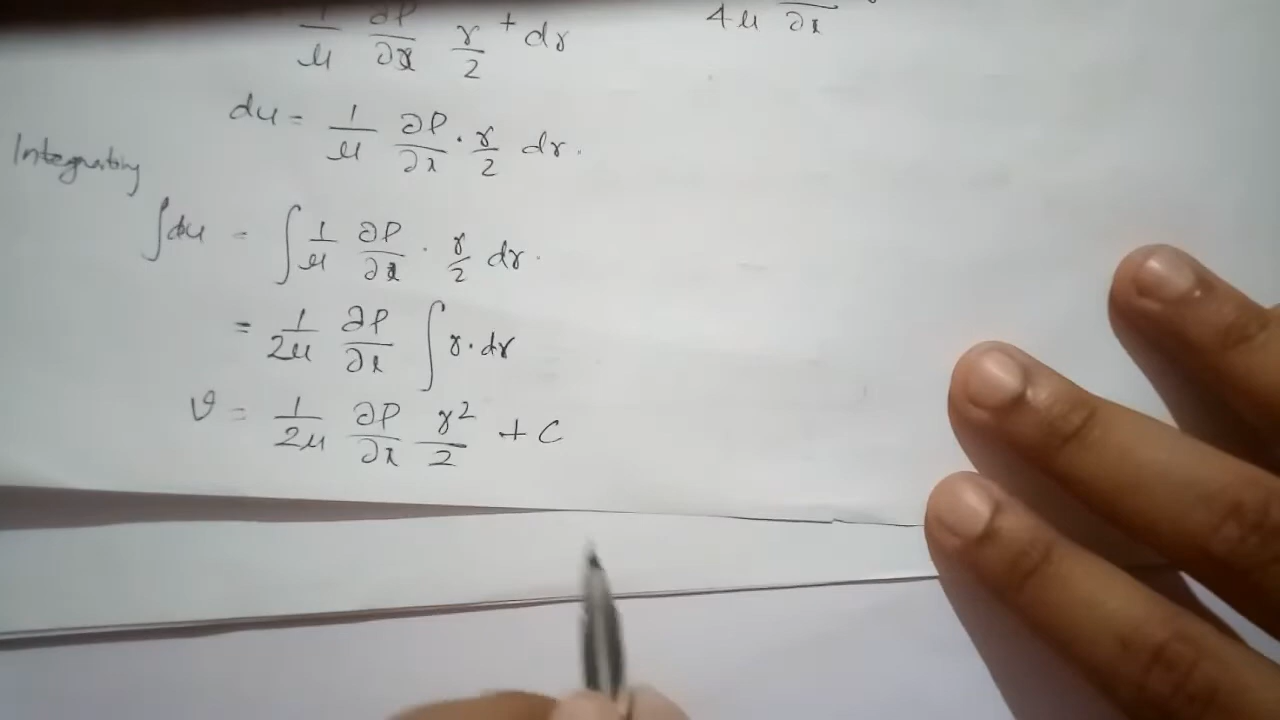 1/μ ∂P/∂x r/2 + dr
4μ ∂x
du = 1/μ ∂P/∂x · r/2 dr.
Integrating
∫du = ∫ 1/μ ∂P/∂x · r/2 dr.
= 1/2μ ∂P/∂x ∫ r · dr
v = 1/2μ ∂P/∂x r²/2 + C